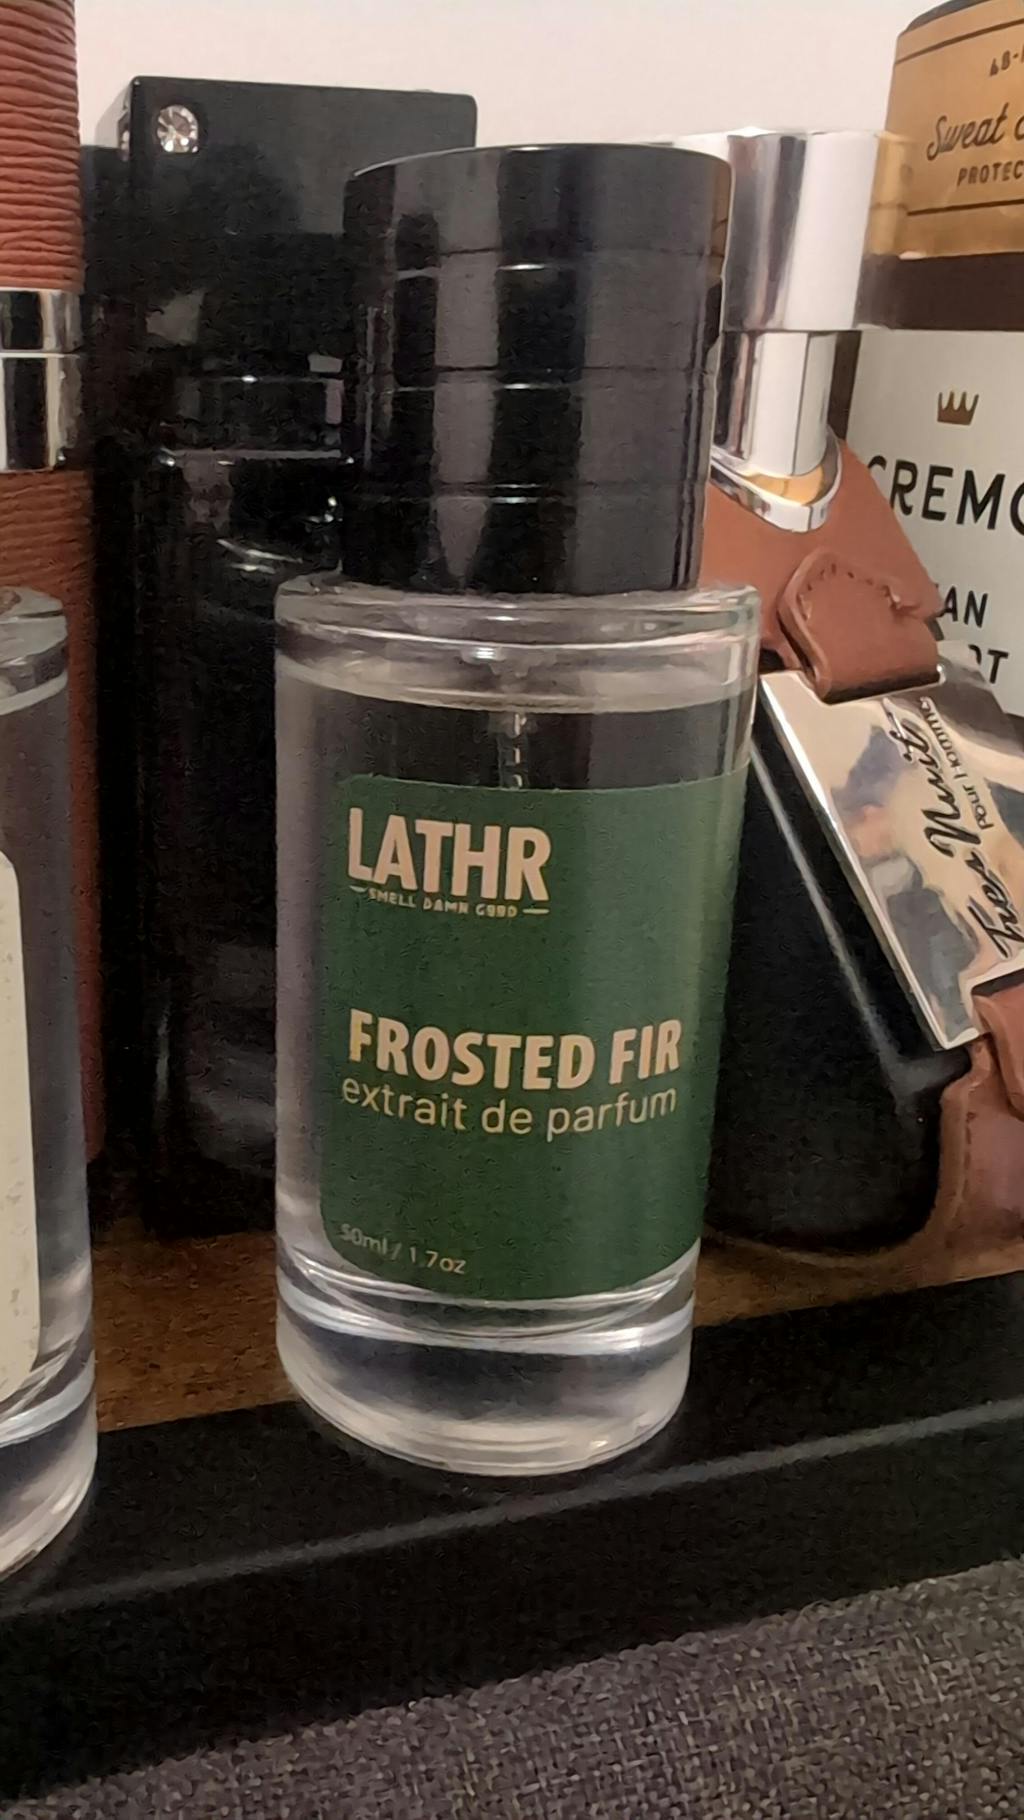 LATHR
SMELL DAMN GOOD
FROSTED FIR
extrait de parfum
50ml / 1.7oz
Sweat
PROTEC
CREMO
AN
Tres Nuit
Pour Homme